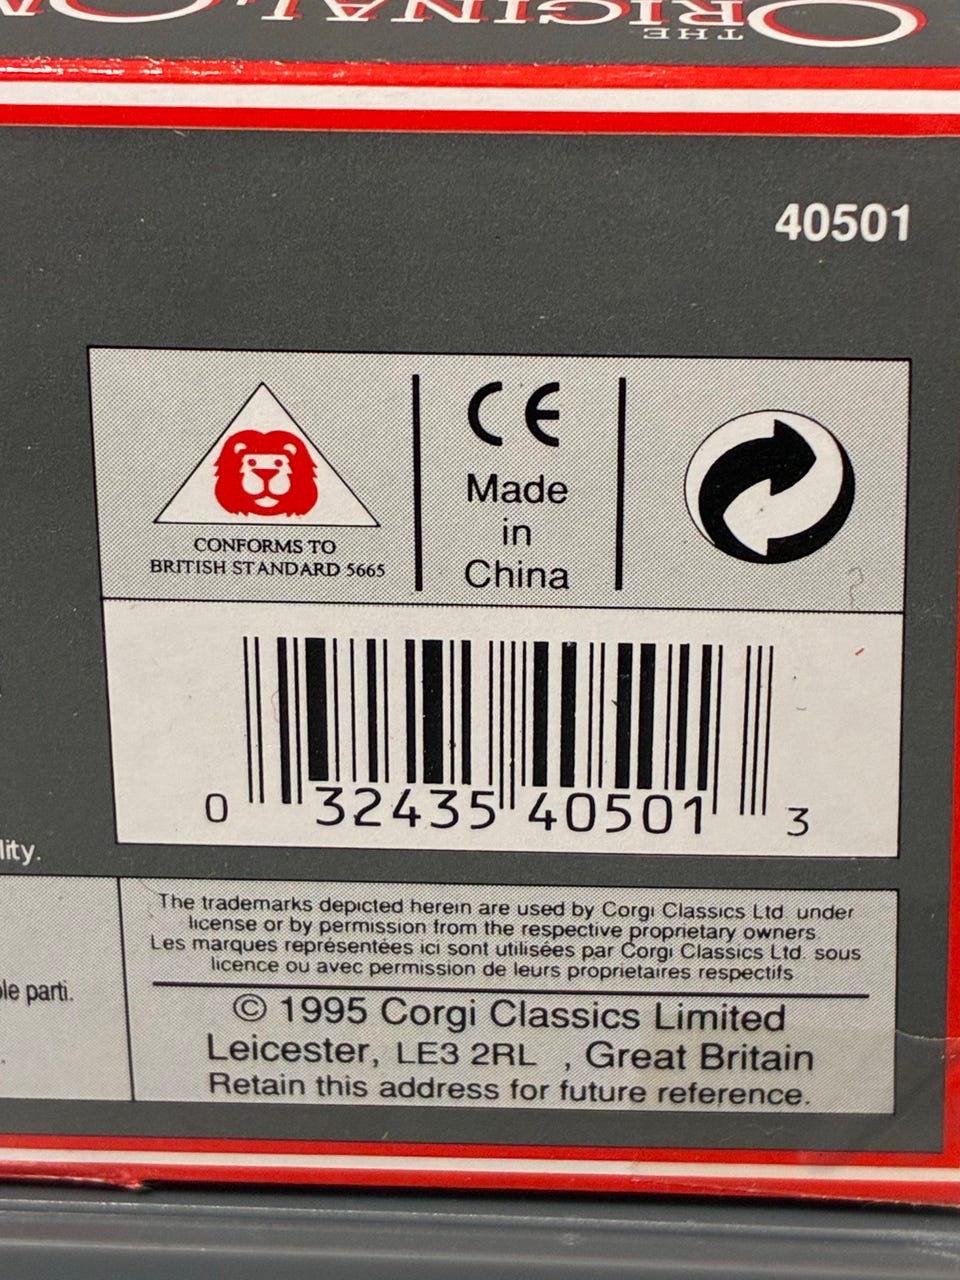 THE
ORIGINAL O
40501
CE
Made
in
China
CONFORMS TO
BRITISH STANDARD 5665
0 32435 40501 3
lity.
ole parti.
The trademarks depicted herein are used by Corgi Classics Ltd. under
license or by permission from the respective proprietary owners.
Les marques représentées ici sont utilisées par Corgi Classics Ltd. sous
licence ou avec permission de leurs proprietaires respectifs
© 1995 Corgi Classics Limited
Leicester, LE3 2RL , Great Britain
Retain this address for future reference.